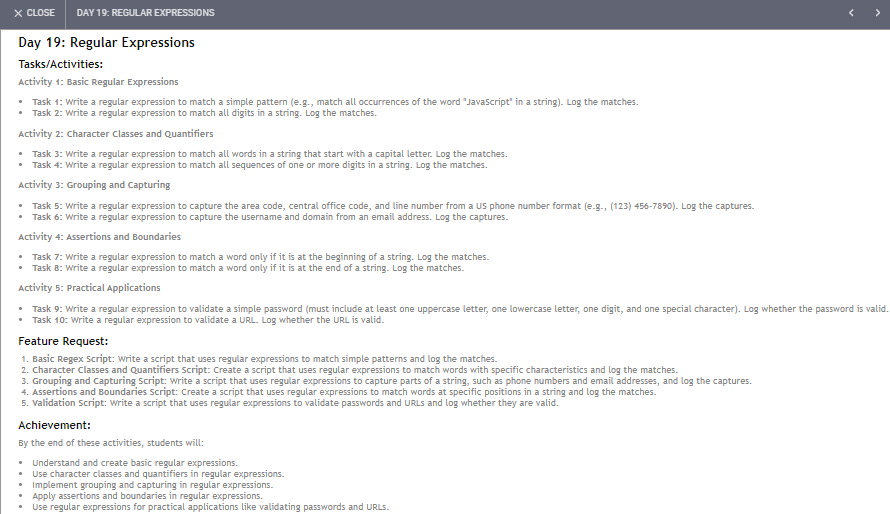 CLOSE DAY 19: REGULAR EXPRESSIONS
Day 19: Regular Expressions
Tasks/Activities:
Activity 1: Basic Regular Expressions
• Task 1: Write a regular expression to match a simple pattern (e.g., match all occurrences of the word "JavaScript" in a string). Log the matches.
• Task 2: Write a regular expression to match all digits in a string. Log the matches.
Activity 2: Character Classes and Quantifiers
• Task 3: Write a regular expression to match all words in a string that start with a capital letter. Log the matches.
• Task 4: Write a regular expression to match all sequences of one or more digits in a string. Log the matches.
Activity 3: Grouping and Capturing
• Task 5: Write a regular expression to capture the area code, central office code, and line number from a US phone number format (e.g., (123) 456-7890). Log the captures.
• Task 6: Write a regular expression to capture the username and domain from an email address. Log the captures.
Activity 4: Assertions and Boundaries
• Task 7: Write a regular expression to match a word only if it is at the beginning of a string. Log the matches.
• Task 8: Write a regular expression to match a word only if it is at the end of a string. Log the matches.
Activity 5: Practical Applications
• Task 9: Write a regular expression to validate a simple password (must include at least one uppercase letter, one lowercase letter, one digit, and one special character). Log whether the password is valid.
• Task 10: Write a regular expression to validate a URL. Log whether the URL is valid.
Feature Request:
1. Basic Regex Script: Write a script that uses regular expressions to match simple patterns and log the matches.
2. Character Classes and Quantifiers Script: Create a script that uses regular expressions to match words with specific characteristics and log the matches.
3. Grouping and Capturing Script: Write a script that uses regular expressions to capture parts of a string, such as phone numbers and email addresses, and log the captures.
4. Assertions and Boundaries Script: Create a script that uses regular expressions to match words at specific positions in a string and log the matches.
5. Validation Script: Write a script that uses regular expressions to validate passwords and URLs and log whether they are valid.
Achievement:
By the end of these activities, students will:
• Understand and create basic regular expressions.
• Use character classes and quantifiers in regular expressions.
• Implement grouping and capturing in regular expressions.
• Apply assertions and boundaries in regular expressions.
• Use regular expressions for practical applications like validating passwords and URLs.